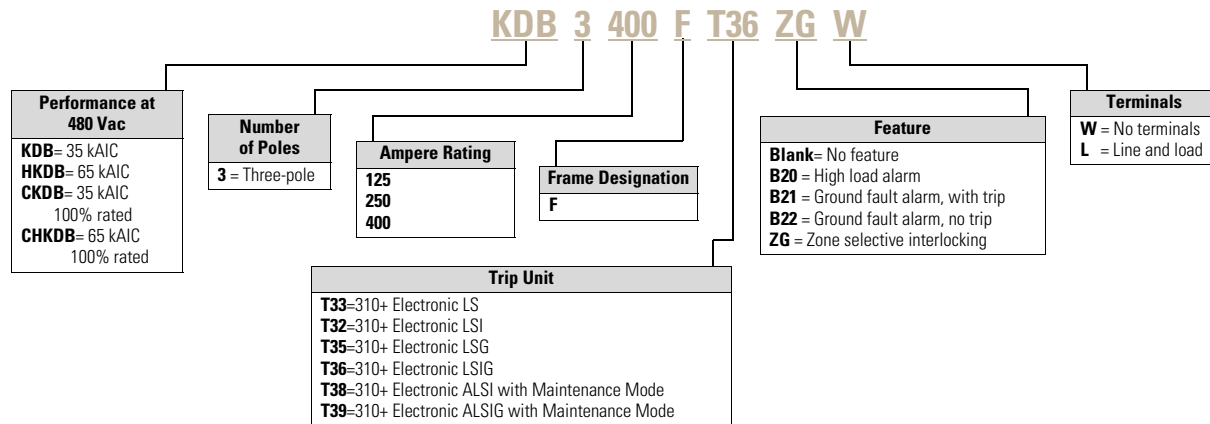 KDB 3 400 F T36 ZG W
Performance at
480 Vac
KDB= 35 kAIC
HKDB= 65 kAIC
CKDB= 35 kAIC
100% rated
CHKDB= 65 kAIC
100% rated
Number
of Poles
3 = Three-pole
Ampere Rating
125
250
400
Frame Designation
F
Trip Unit
T33=310+ Electronic LS
T32=310+ Electronic LSI
T35=310+ Electronic LSG
T36=310+ Electronic LSIG
T38=310+ Electronic ALSI with Maintenance Mode
T39=310+ Electronic ALSIG with Maintenance Mode
Feature
Blank= No feature
B20 = High load alarm
B21 = Ground fault alarm, with trip
B22 = Ground fault alarm, no trip
ZG = Zone selective interlocking
Terminals
W = No terminals
L = Line and load